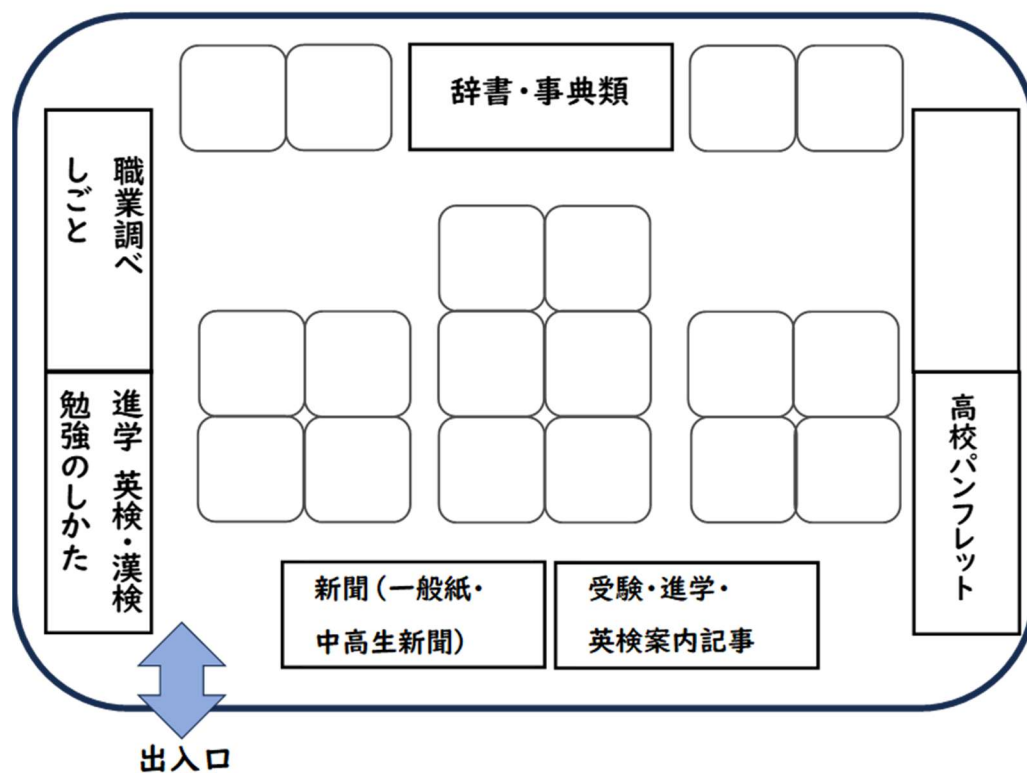 辞書・事典類
職業調べ
しごと
進学 英検・漢検
勉強のしかた
高校パンフレット
新聞(一般紙・
中高生新聞)
受験・進学・
英検案内記事
出入口